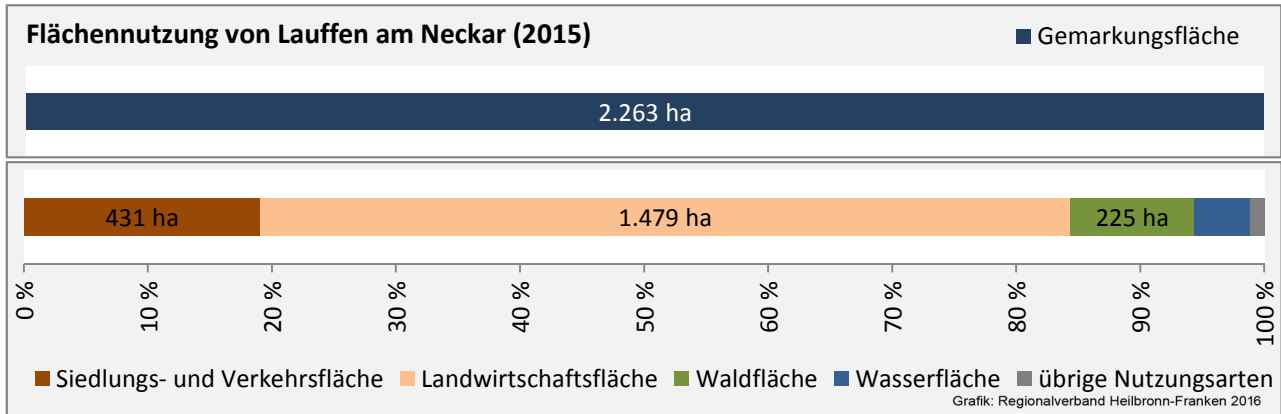 Flächennutzung von Lauffen am Neckar (2015)
Gemarkungsfläche
2.263 ha
431 ha 1.479 ha 225 ha
0 % 10 % 20 % 30 % 40 % 50 % 60 % 70 % 80 % 90 % 100 %
Siedlungs- und Verkehrsfläche Landwirtschaftsfläche Waldfläche Wasserfläche übrige Nutzungsarten
Grafik: Regionalverband Heilbronn-Franken 2016